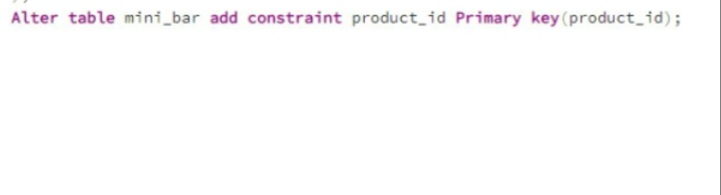 Alter table mini_bar add constraint product_id Primary key(product_id);